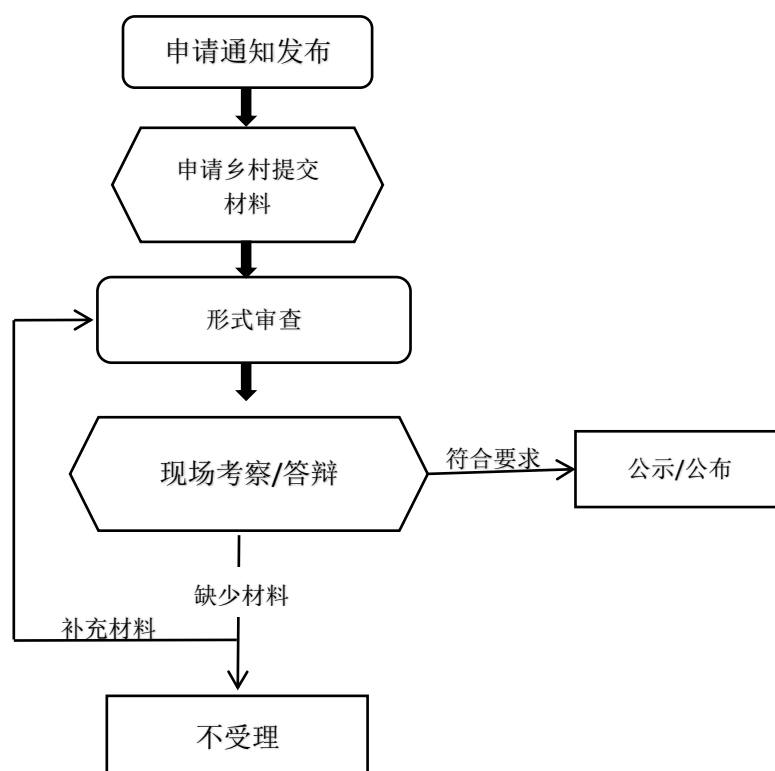 申请通知发布
申请乡村提交
材料
形式审查
现场考察/答辩
符合要求
公示/公布
缺少材料
补充材料
不受理